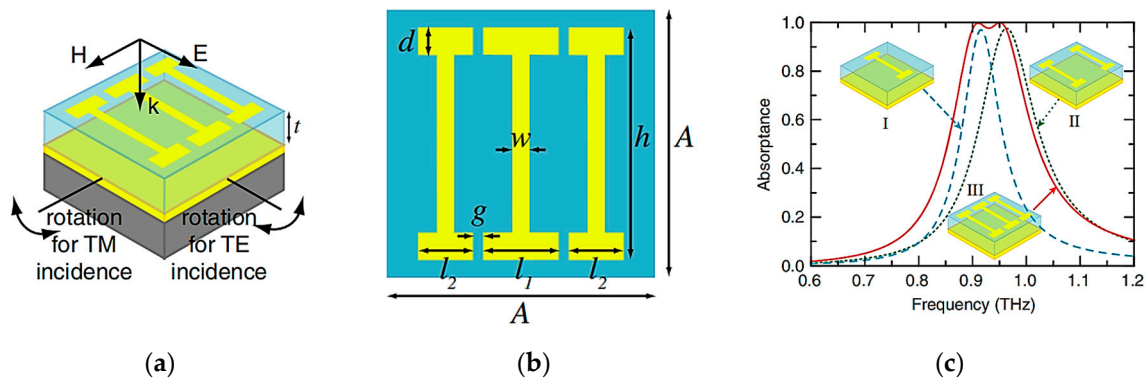 H
E
k
t
rotation
for TM
incidence
rotation
for TE
incidence
(a)
d
w
h
A
g
l2
l1
l2
A
(b)
Absorptance
1.0
0.8
0.6
0.4
0.2
0.0
I
II
III
0.6
0.7
0.8
0.9
1.0
1.1
1.2
Frequency (THz)
(c)